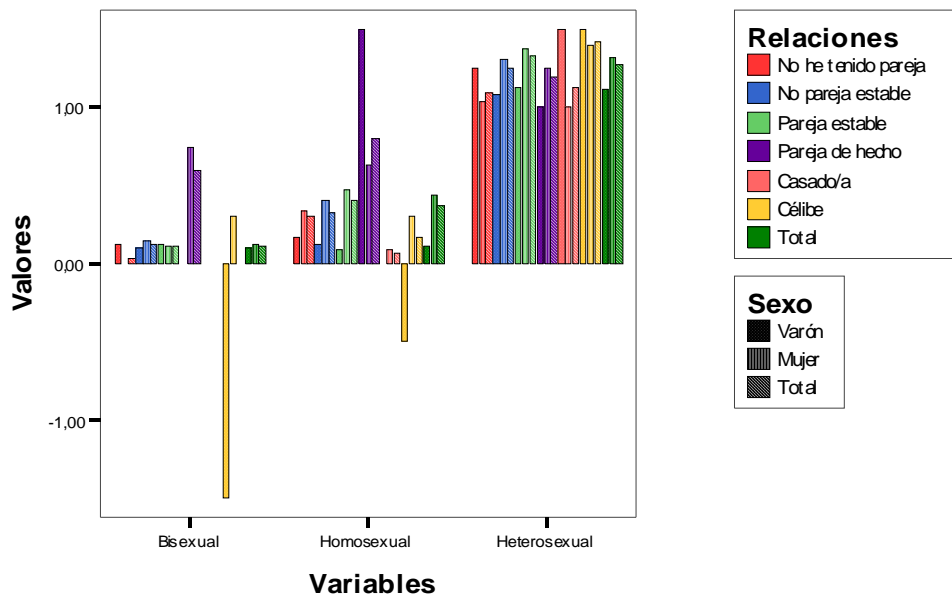 Relaciones
No he tenido pareja
No pareja estable
Pareja estable
Pareja de hecho
Casado/a
Célibe
Total
Sexo
Varón
Mujer
Total
Valores
1,00
0,00
-1,00
Bisexual
Homosexual
Heterosexual
Variables